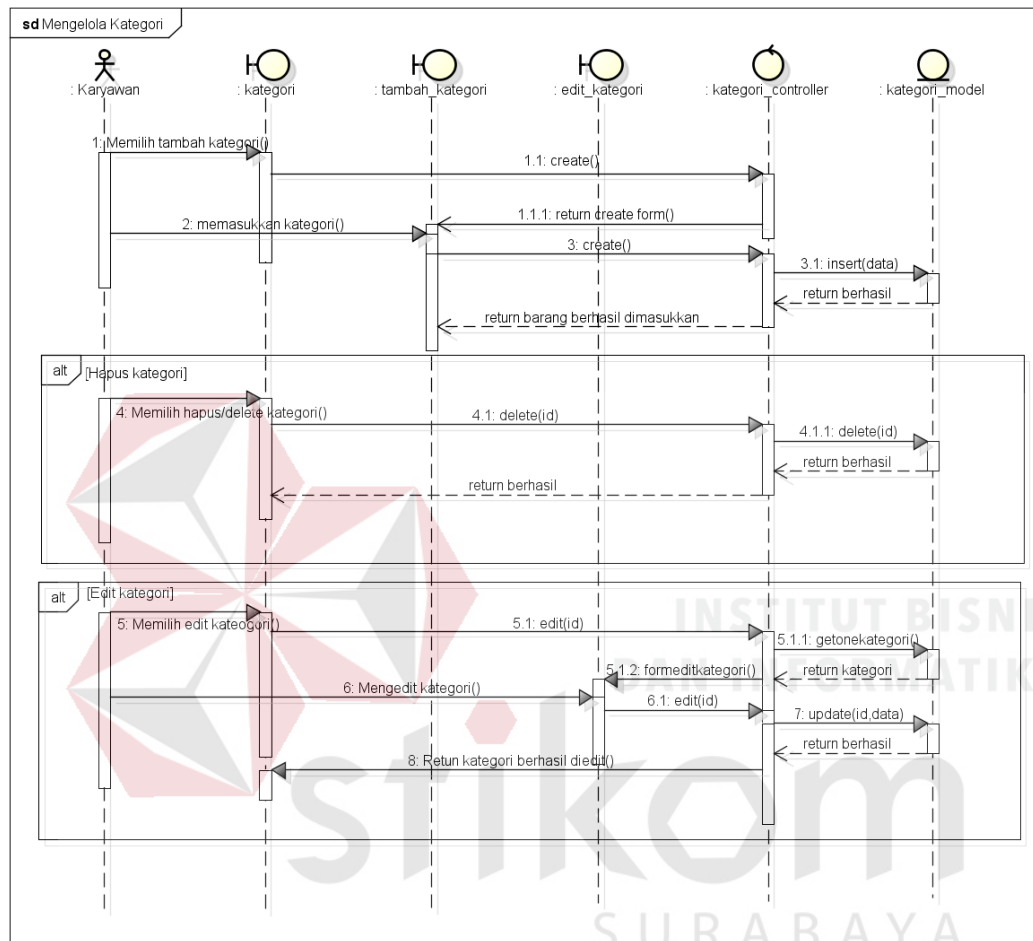 sd Mengelola Kategori
: Karyawan
: kategori
: tambah_kategori
: edit_kategori
: kategori_controller
: kategori_model
1: Memilih tambah kategori()
1.1: create()
1.1.1: return create form()
2: memasukkan kategori()
3: create()
3.1: insert(data)
return berhasil
return barang berhasil dimasukkan
alt
[Hapus kategori]
4: Memilih hapus/delete kategori()
4.1: delete(id)
4.1.1: delete(id)
return berhasil
return berhasil
alt
[Edit kategori]
5: Memilih edit kateogori()
5.1: edit(id)
5.1.1: getonekategori()
return kategori
5.1.2: formeditkategori()
6: Mengedit kategori()
6.1: edit(id)
7: update(id,data)
return berhasil
8: Retun kategori berhasil diedit()
INSTITUT BISNI
DAN INFORMATIK
stikom
SURABAYA